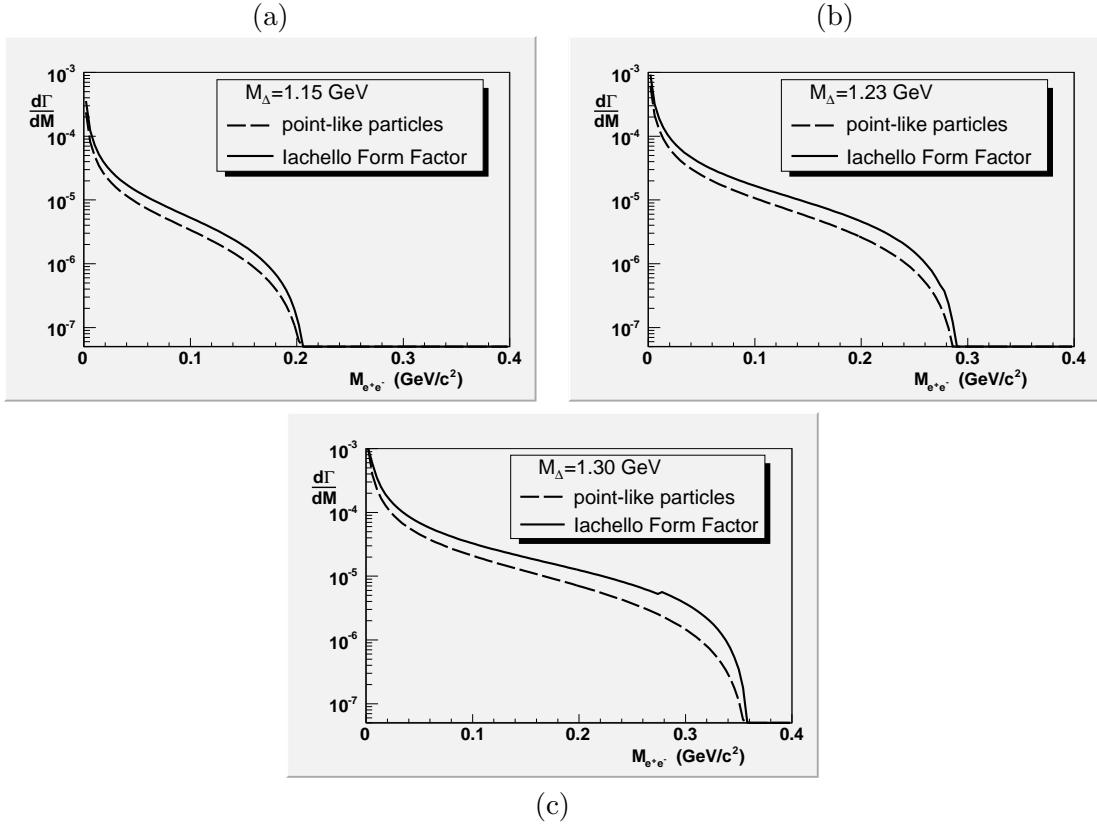 (a)
10⁻³
dΓ
dM
10⁻⁴
10⁻⁵
10⁻⁶
10⁻⁷
M_Δ=1.15 GeV
point-like particles
Iachello Form Factor
0 0.1 0.2 0.3 0.4
M_e⁺e⁻ (GeV/c²)
(b)
10⁻³
dΓ
dM
10⁻⁴
10⁻⁵
10⁻⁶
10⁻⁷
M_Δ=1.23 GeV
point-like particles
Iachello Form Factor
0 0.1 0.2 0.3 0.4
M_e⁺e⁻ (GeV/c²)
10⁻³
dΓ
dM
10⁻⁴
10⁻⁵
10⁻⁶
10⁻⁷
M_Δ=1.30 GeV
point-like particles
Iachello Form Factor
0 0.1 0.2 0.3 0.4
M_e⁺e⁻ (GeV/c²)
(c)